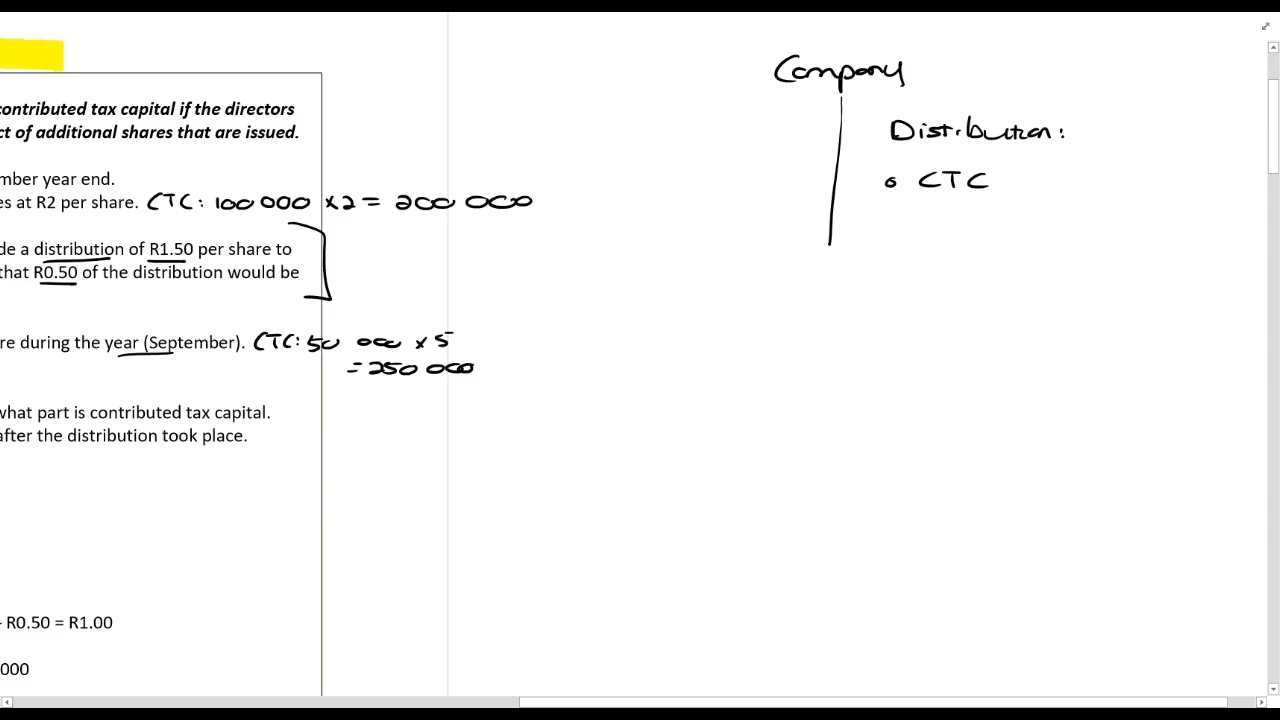 Company
contributed tax capital if the directors
ct of additional shares that are issued.
Distribution:
mber year end.
CTC
es at R2 per share. CTC: 100 000 x 2 = 200 000
de a distribution of R1.50 per share to
that R0.50 of the distribution would be
re during the year (September). CTC: 50 000 x 5
= 250 000
what part is contributed tax capital.
after the distribution took place.
- R0.50 = R1.00
000